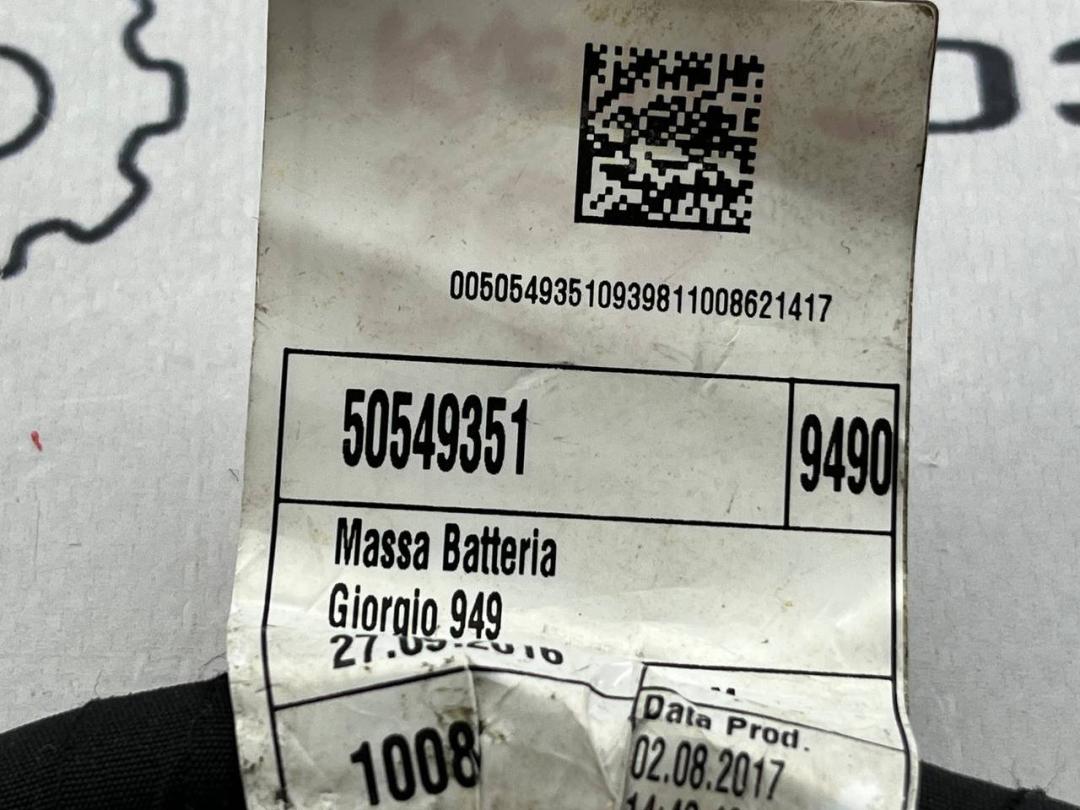 00505493510939811008621417
50549351
9490
Massa Batteria
Giorgio 949
1008
Data Prod.
02.08.2017